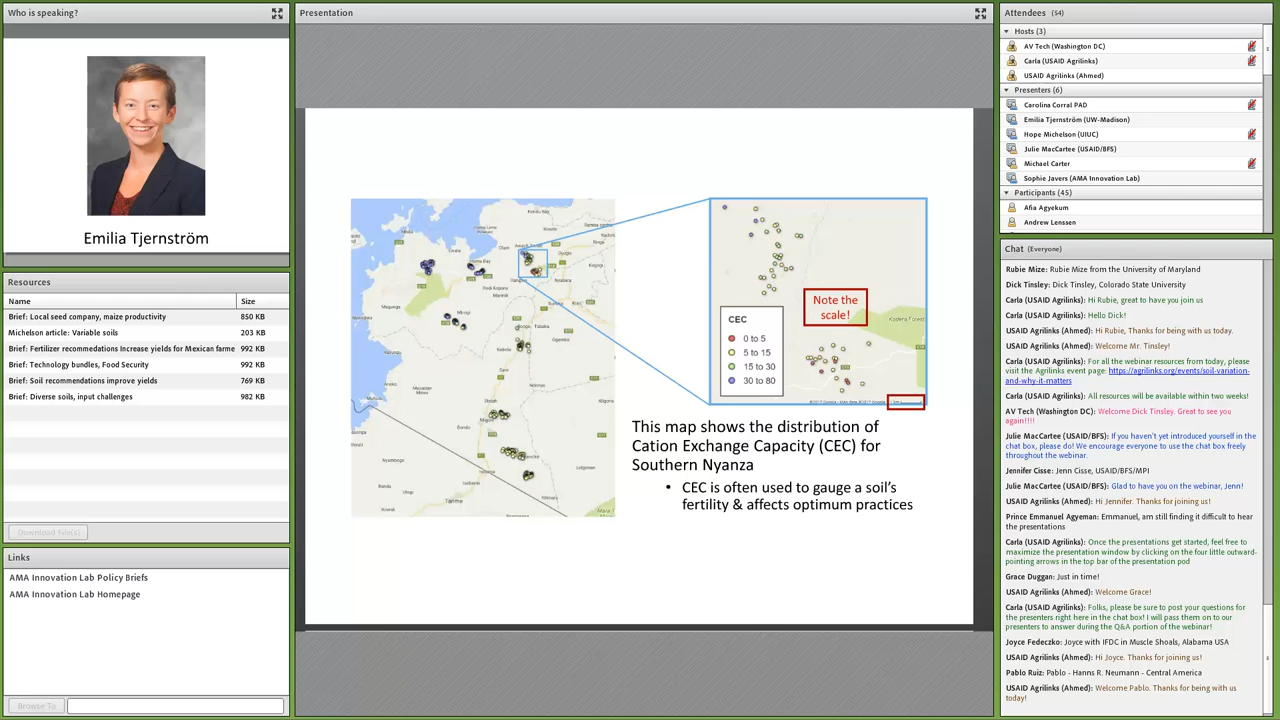 Who is speaking?
Emilia Tjernström
Resources
Name Size
Brief: Local seed company, maize productivity 850 KB
Michelson article: Variable soils 203 KB
Brief: Fertilizer recommendations Increase yields for Mexican farme 992 KB
Brief: Technology bundles, Food Security 992 KB
Brief: Soil recommendations improve yields 769 KB
Brief: Diverse soils, input challenges 982 KB
Download File(s)
Links
AMA Innovation Lab Policy Briefs
AMA Innovation Lab Homepage
Browse To
Presentation
Note the
scale!
CEC
0 to 5
5 to 15
15 to 30
30 to 80
This map shows the distribution of
Cation Exchange Capacity (CEC) for
Southern Nyanza
• CEC is often used to gauge a soil's
fertility & affects optimum practices
Attendees (54)
Hosts (3)
AV Tech (Washington DC)
Carla (USAID Agrilinks)
USAID Agrilinks (Ahmed)
Presenters (6)
Carolina Corral PAD
Emilia Tjernström (UW-Madison)
Hope Michelson (UIUC)
Julie MacCartee (USAID/BFS)
Michael Carter
Sophie Javers (AMA Innovation Lab)
Participants (45)
Afia Agyekum
Andrew Lenssen
Chat (Everyone)
Rubie Mize: Rubie Mize from the University of Maryland
Dick Tinsley: Dick Tinsley, Colorado State University
Carla (USAID Agrilinks): Hi Rubie, great to have you join us
Carla (USAID Agrilinks): Hello Dick!
USAID Agrilinks (Ahmed): Hi Rubie, Thanks for being with us today.
USAID Agrilinks (Ahmed): Welcome Mr. Tinsley!
Carla (USAID Agrilinks): For all the webinar resources from today, please
visit the Agrilinks event page: https://agrilinks.org/events/soil-variation-
and-why-it-matters
Carla (USAID Agrilinks): All resources will be available within two weeks!
AV Tech (Washington DC): Welcome Dick Tinsley. Great to see you
again!!!!
Julie MacCartee (USAID/BFS): If you haven't yet introduced yourself in the
chat box, please do! We encourage everyone to use the chat box freely
throughout the webinar.
Jennifer Cisse: Jenn Cisse, USAID/BFS/MPI
Julie MacCartee (USAID/BFS): Glad to have you on the webinar, Jenn!
USAID Agrilinks (Ahmed): Hi Jennifer. Thanks for joining us!
Prince Emmanuel Agyeman: Emmanuel, am still finding it difficult to hear
the presentations
Carla (USAID Agrilinks): Once the presentations get started, feel free to
maximize the presentation window by clicking on the four little outward-
pointing arrows in the top bar of the presentation pod
Grace Duggan: Just in time!
USAID Agrilinks (Ahmed): Welcome Grace!
Carla (USAID Agrilinks): Folks, please be sure to post your questions for
the presenters right here in the chat box! I will pass them on to our
presenters to answer during the Q&A portion of the webinar!
Joyce Fedeczko: Joyce with IFDC in Muscle Shoals, Alabama USA
USAID Agrilinks (Ahmed): Hi Joyce. Thanks for joining us!
Pablo Ruiz: Pablo - Hanns R. Neumann - Central America
USAID Agrilinks (Ahmed): Welcome Pablo. Thanks for being with us
today!